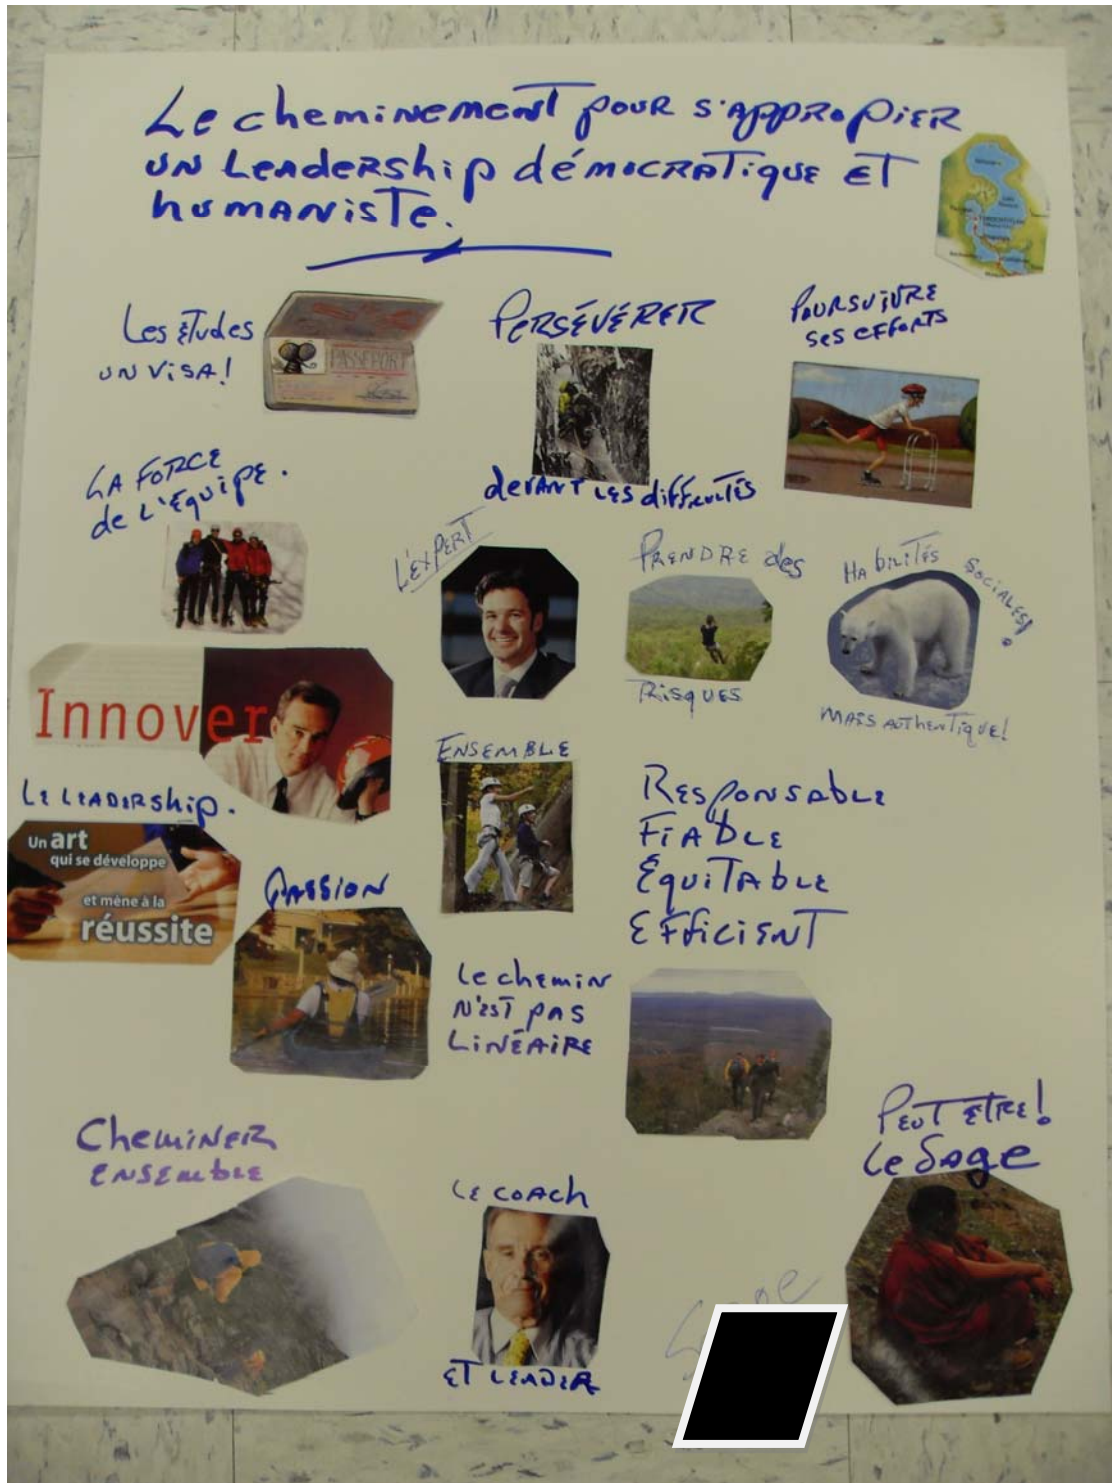 Le cheminement pour s'appropier
un Leadership démocratique et
humaniste.
Les études
un visa!
PASSEPORT
Persévérer
devant les difficultés
Poursuivre
ses efforts
La force
de l'équipe.
L'expert
Prendre des
Risques
Habilités sociales!
mais authentique!
Innover
Le leadership.
Un art
qui se développe
et mène à la
réussite
Ensemble
Responsable
Fiable
Équitable
Efficient
Passion
Le chemin
n'est pas
Linéaire
Cheminer
ensemble
Le coach
et leader
Peut être!
Le Sage